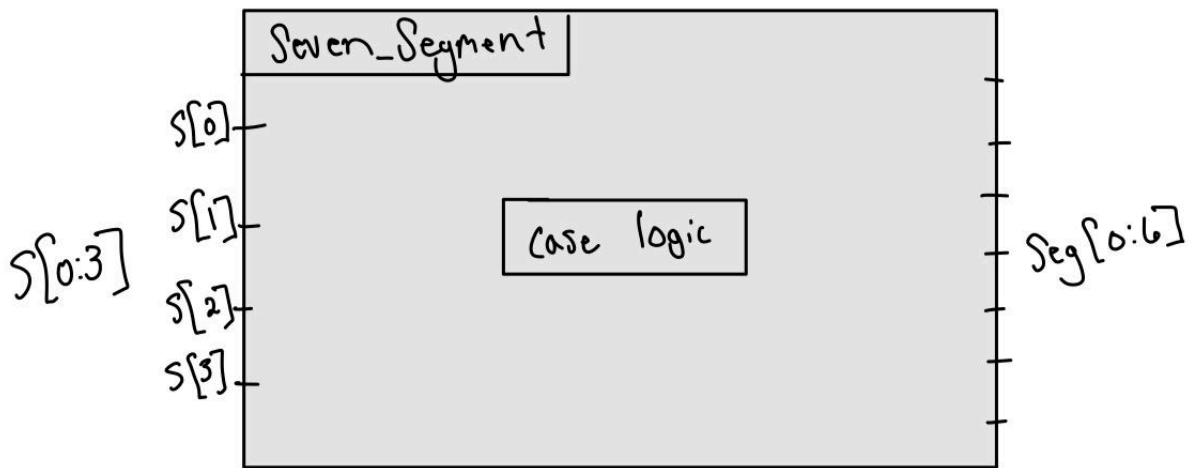 Seven_Segment
S[0]
S[1]
S[0:3]
S[2]
S[3]
case logic
Seg[0:6]